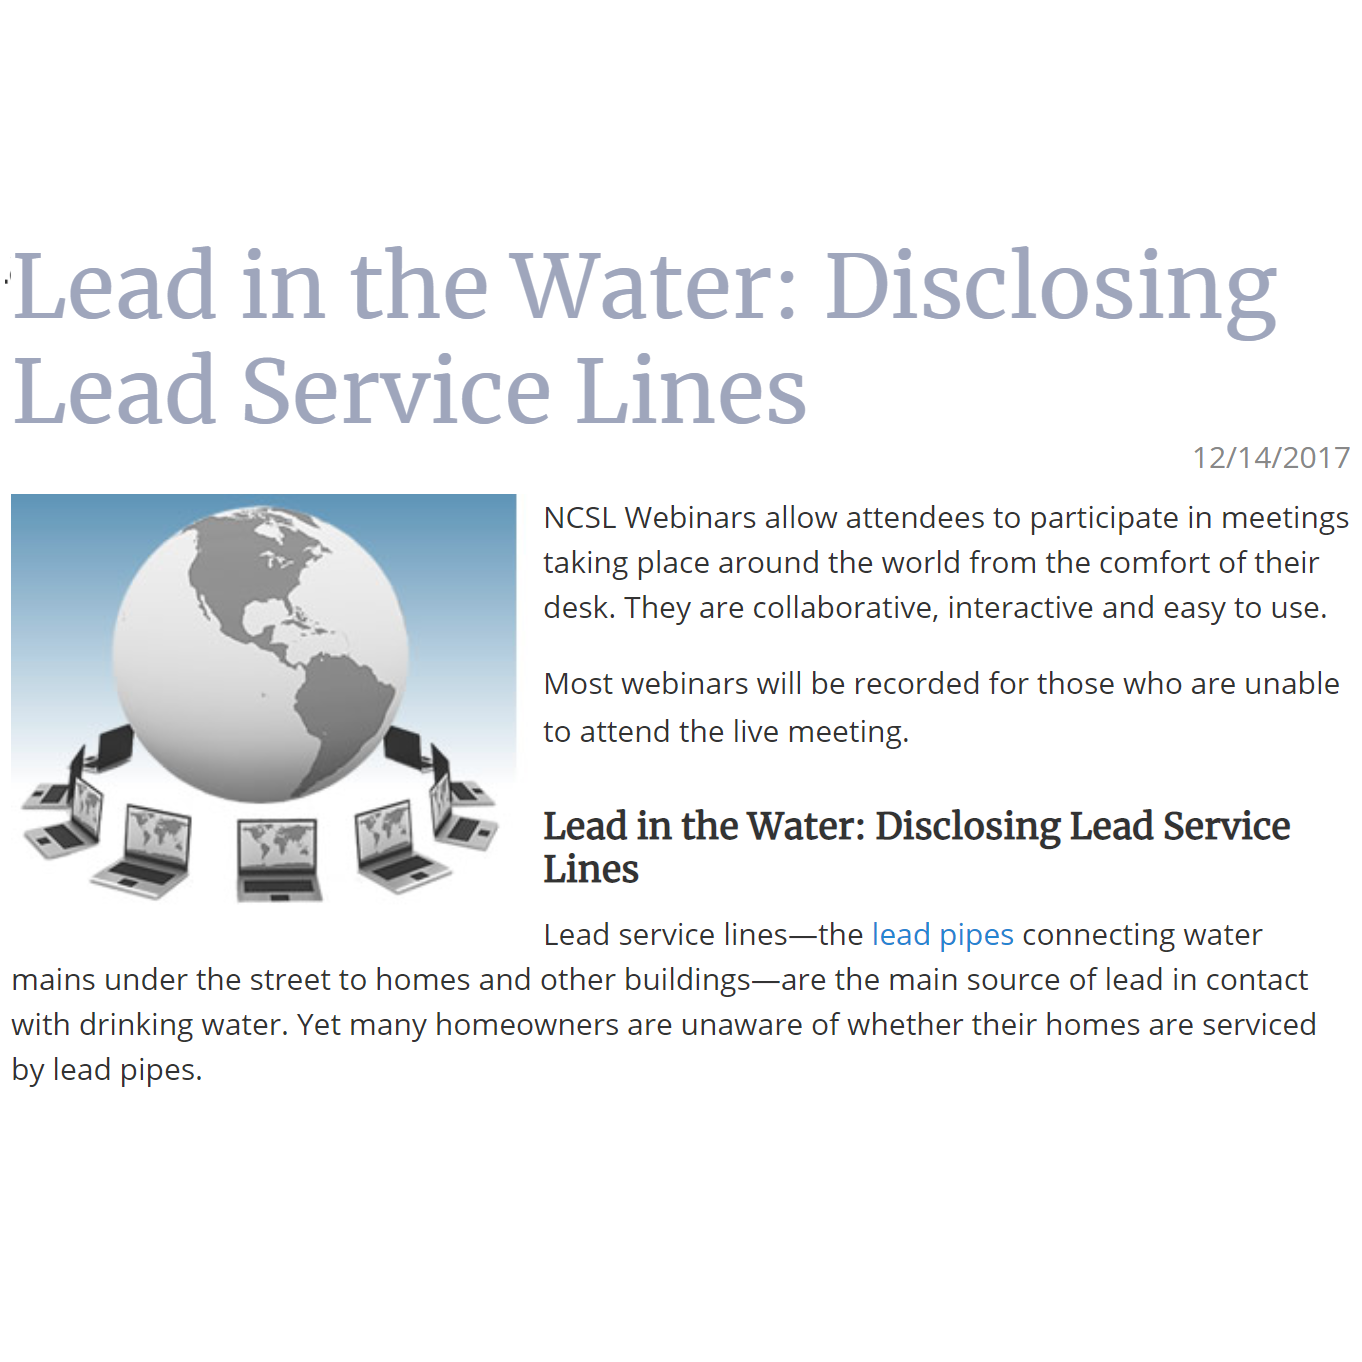 Lead in the Water: Disclosing
Lead Service Lines
12/14/2017
NCSL Webinars allow attendees to participate in meetings
taking place around the world from the comfort of their
desk. They are collaborative, interactive and easy to use.
Most webinars will be recorded for those who are unable
to attend the live meeting.
Lead in the Water: Disclosing Lead Service
Lines
Lead service lines—the lead pipes connecting water
mains under the street to homes and other buildings—are the main source of lead in contact
with drinking water. Yet many homeowners are unaware of whether their homes are serviced
by lead pipes.